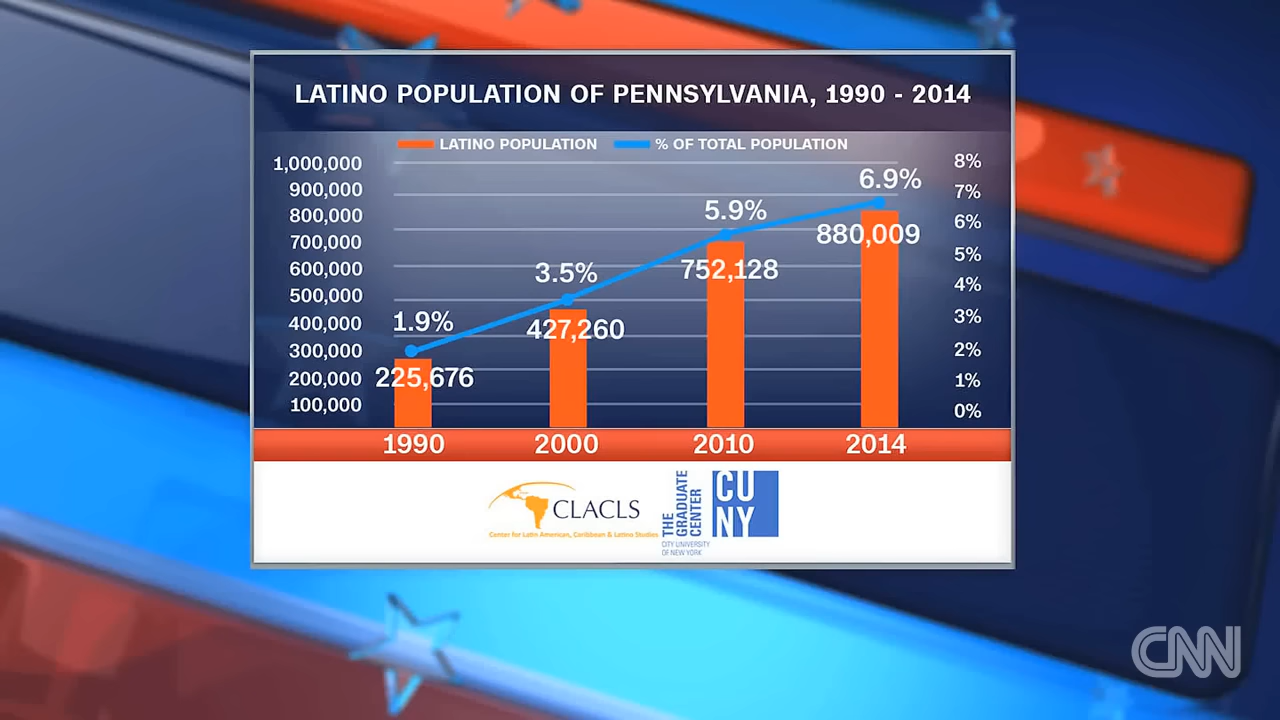 LATINO POPULATION OF PENNSYLVANIA, 1990 - 2014
LATINO POPULATION
% OF TOTAL POPULATION
1,000,000
900,000
800,000
700,000
600,000
500,000
400,000
300,000
200,000
100,000
8%
7%
6%
5%
4%
3%
2%
1%
0%
1.9%
3.5%
5.9%
6.9%
225,676
427,260
752,128
880,009
1990
2000
2010
2014
CLACLS
Center for Latin American, Caribbean & Latino Studies
THE
GRADUATE
CENTER
CITY UNIVERSITY
OF NEW YORK
CU
NY
CNN